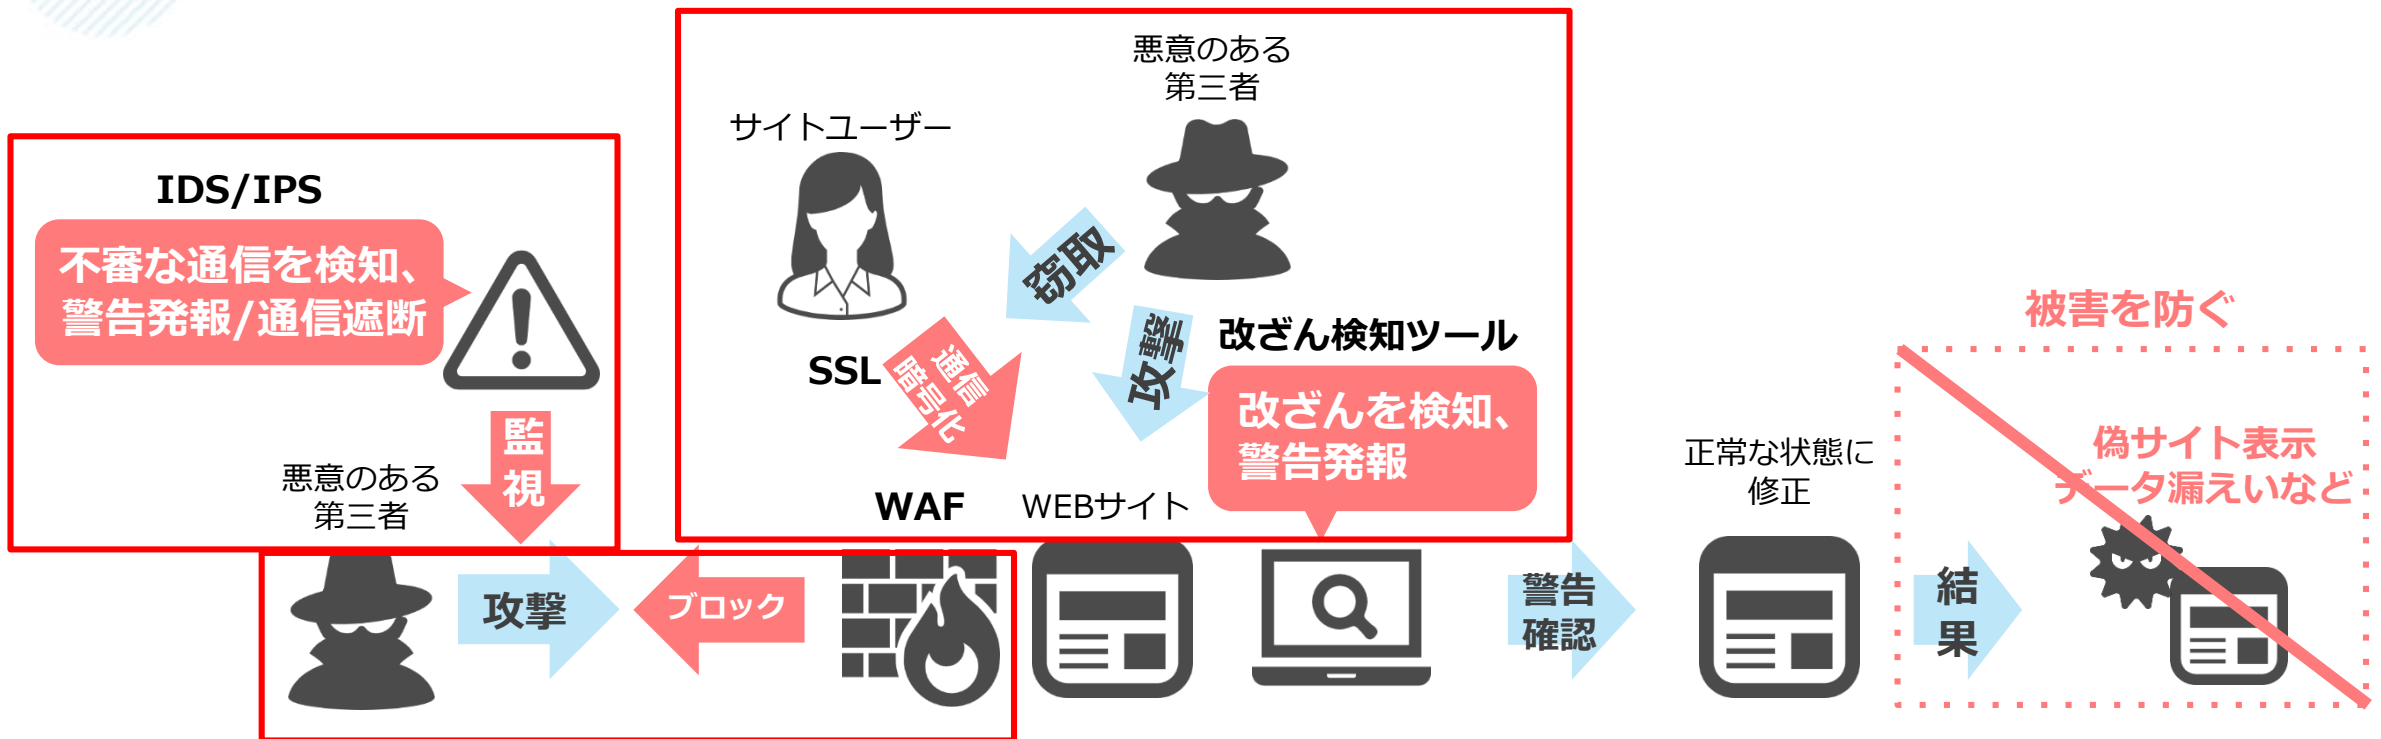 IDS/IPS
不審な通信を検知、
警告発報/通信遮断
監
視
悪意のある
第三者
攻撃
ブロック
サイトユーザー
悪意のある
第三者
窃取
攻撃
SSL
通信
暗号化
改ざん検知ツール
改ざんを検知、
警告発報
WAF
WEBサイト
警告
確認
正常な状態に
修正
結
果
被害を防ぐ
偽サイト表示
データ漏えいなど